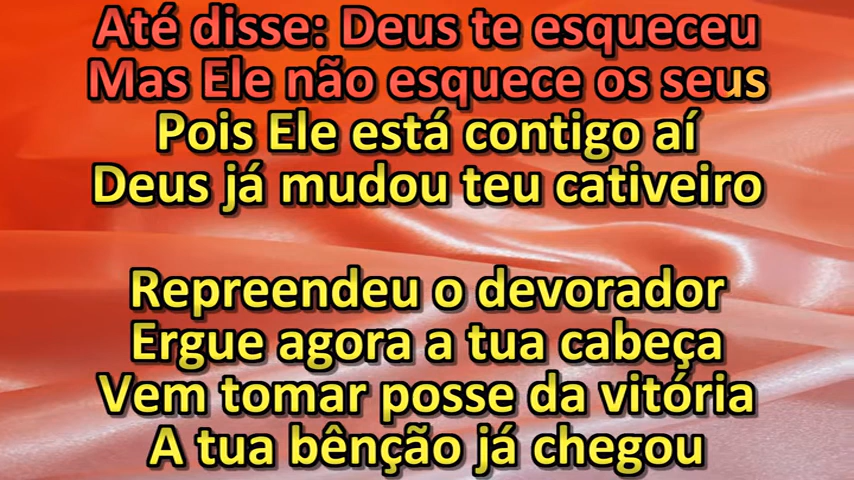 Até disse: Deus te esqueceu
Mas Ele não esquece os seus
Pois Ele está contigo aí
Deus já mudou teu cativeiro
Repreendeu o devorador
Ergue agora a tua cabeça
Vem tomar posse da vitória
A tua bênção já chegou